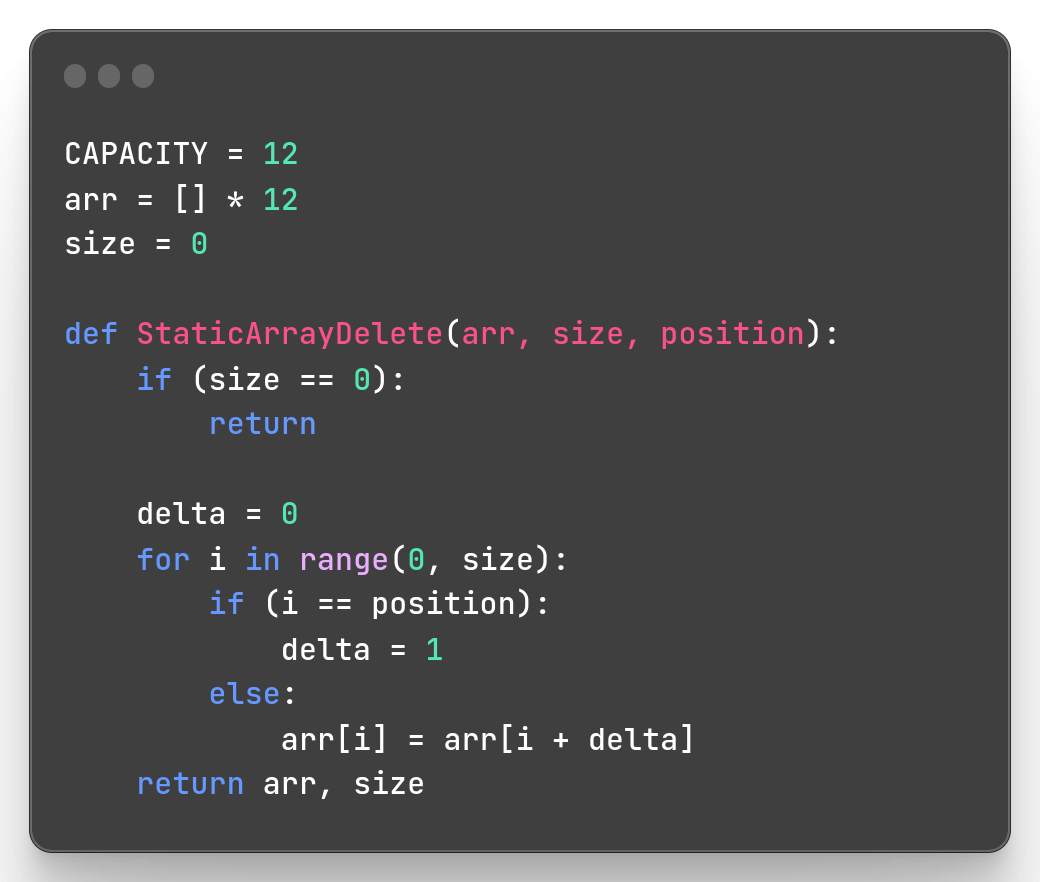 CAPACITY = 12
arr = [] * 12
size = 0

def StaticArrayDelete(arr, size, position):
    if (size == 0):
        return

    delta = 0
    for i in range(0, size):
        if (i == position):
            delta = 1
        else:
            arr[i] = arr[i + delta]
    return arr, size